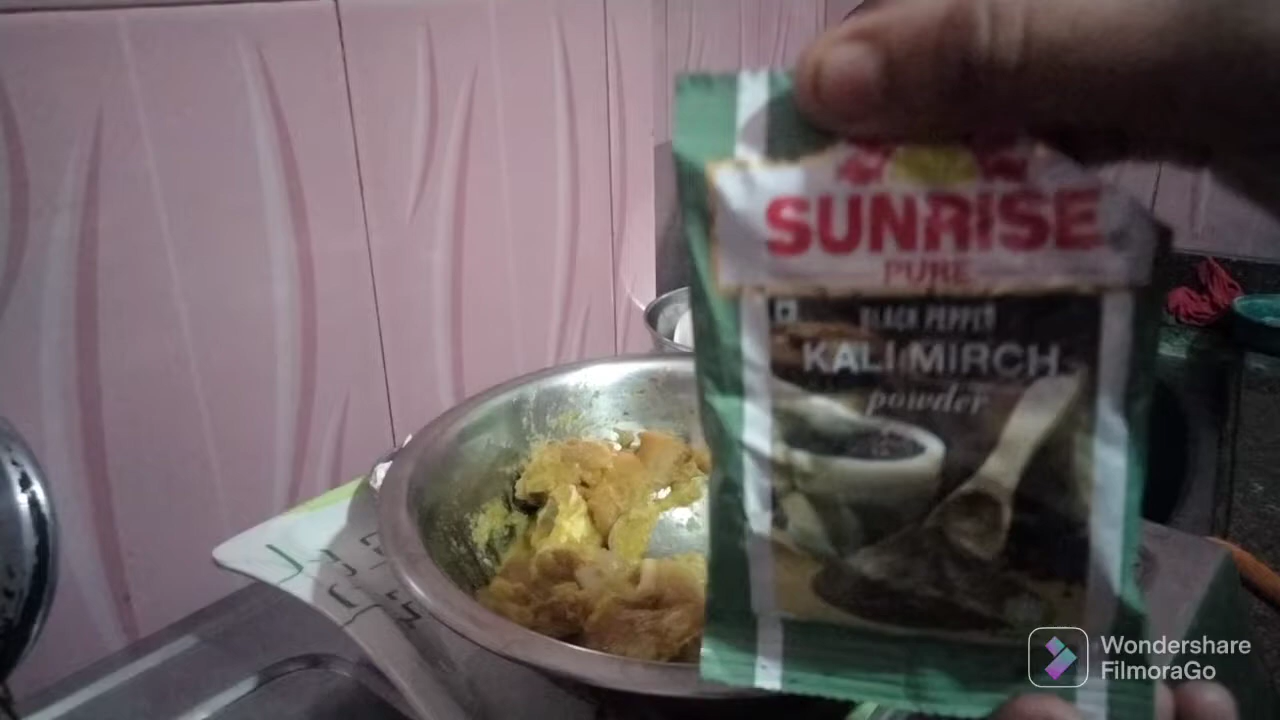 SUNRISE
PURE
BLACK PEPPER
KALI MIRCH
powder
Wondershare
FilmoraGo